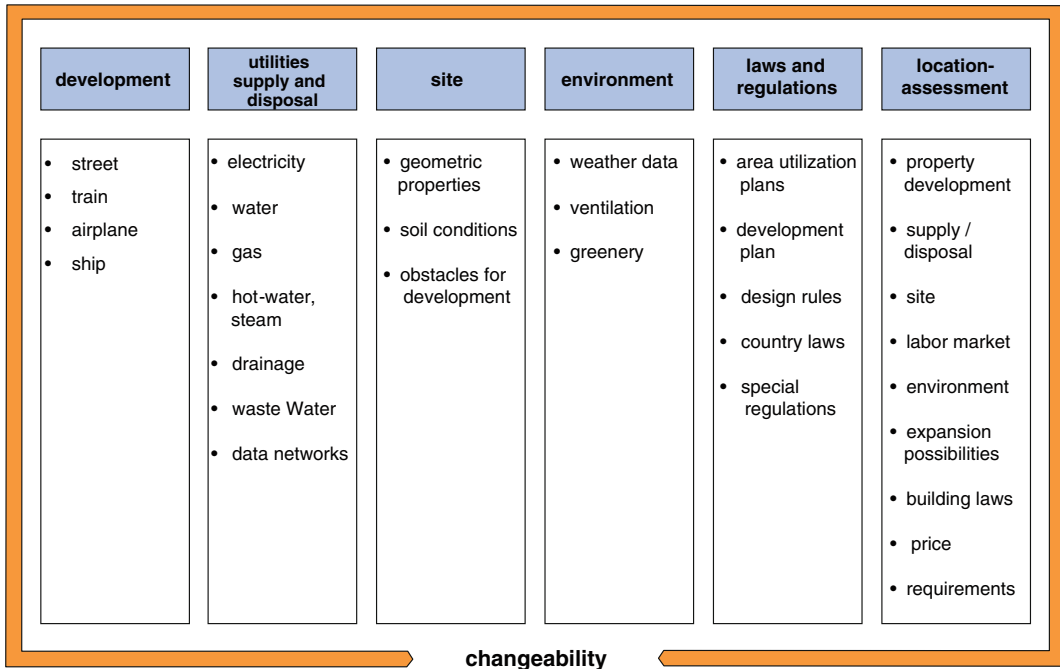 development
• street
• train
• airplane
• ship
utilities
supply and
disposal
• electricity
• water
• gas
• hot-water,
steam
• drainage
• waste Water
• data networks
site
• geometric
properties
• soil conditions
• obstacles for
development
environment
• weather data
• ventilation
• greenery
laws and
regulations
• area utilization
plans
• development
plan
• design rules
• country laws
• special
regulations
location-
assessment
• property
development
• supply /
disposal
• site
• labor market
• environment
• expansion
possibilities
• building laws
• price
• requirements
changeability